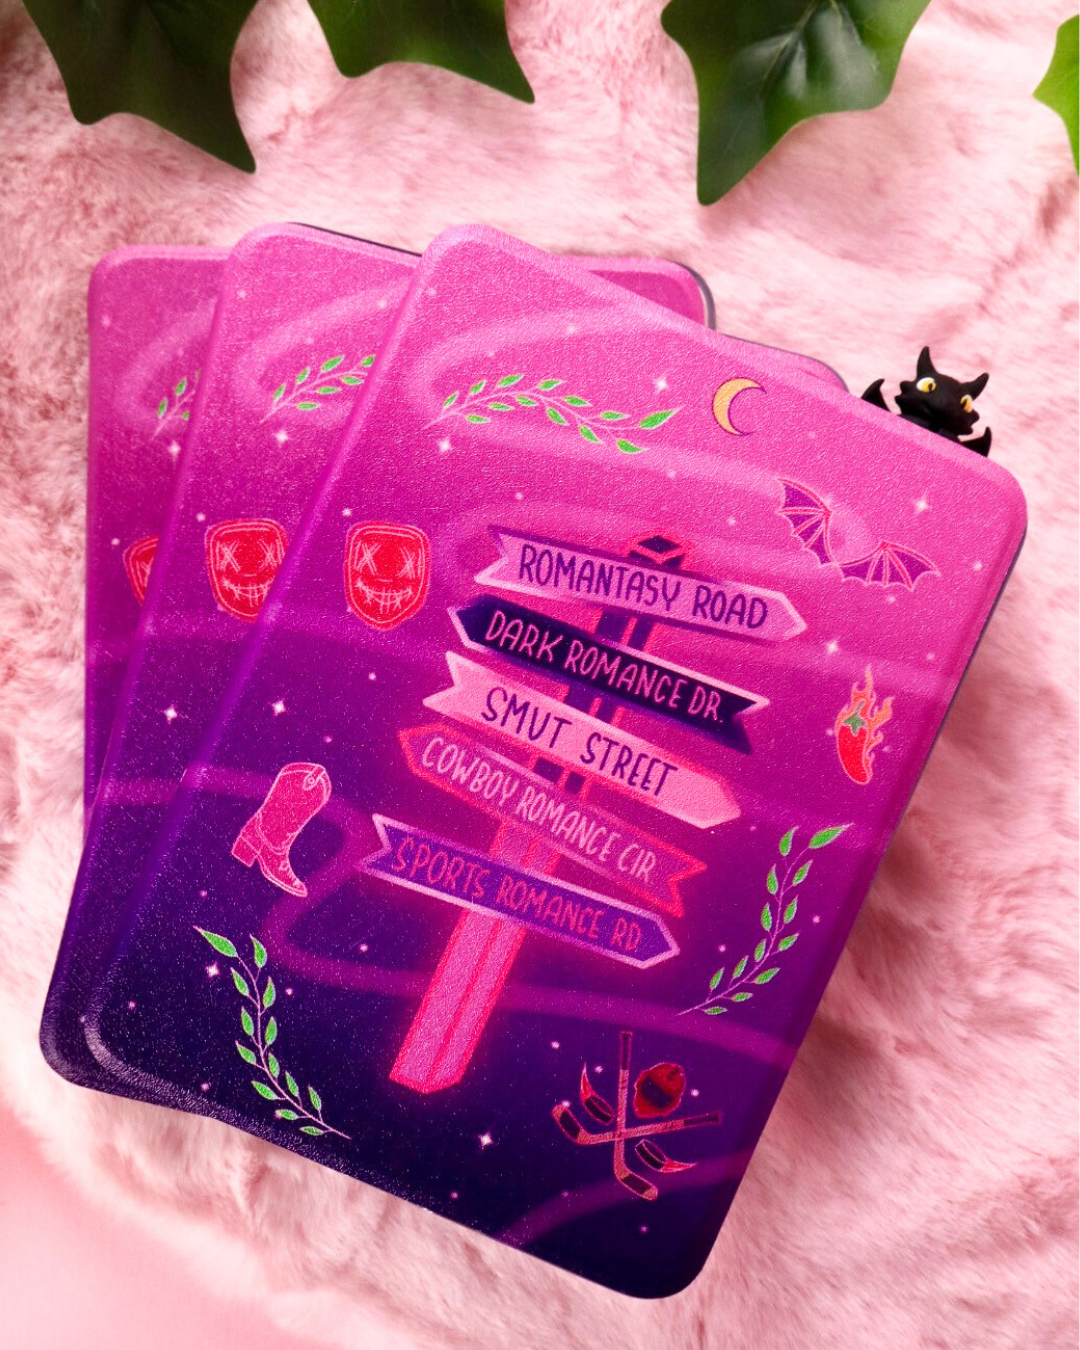 ROMANTASY ROAD
DARK ROMANCE DR.
SMUT STREET
COWBOY ROMANCE CIR.
SPORTS ROMANCE RD